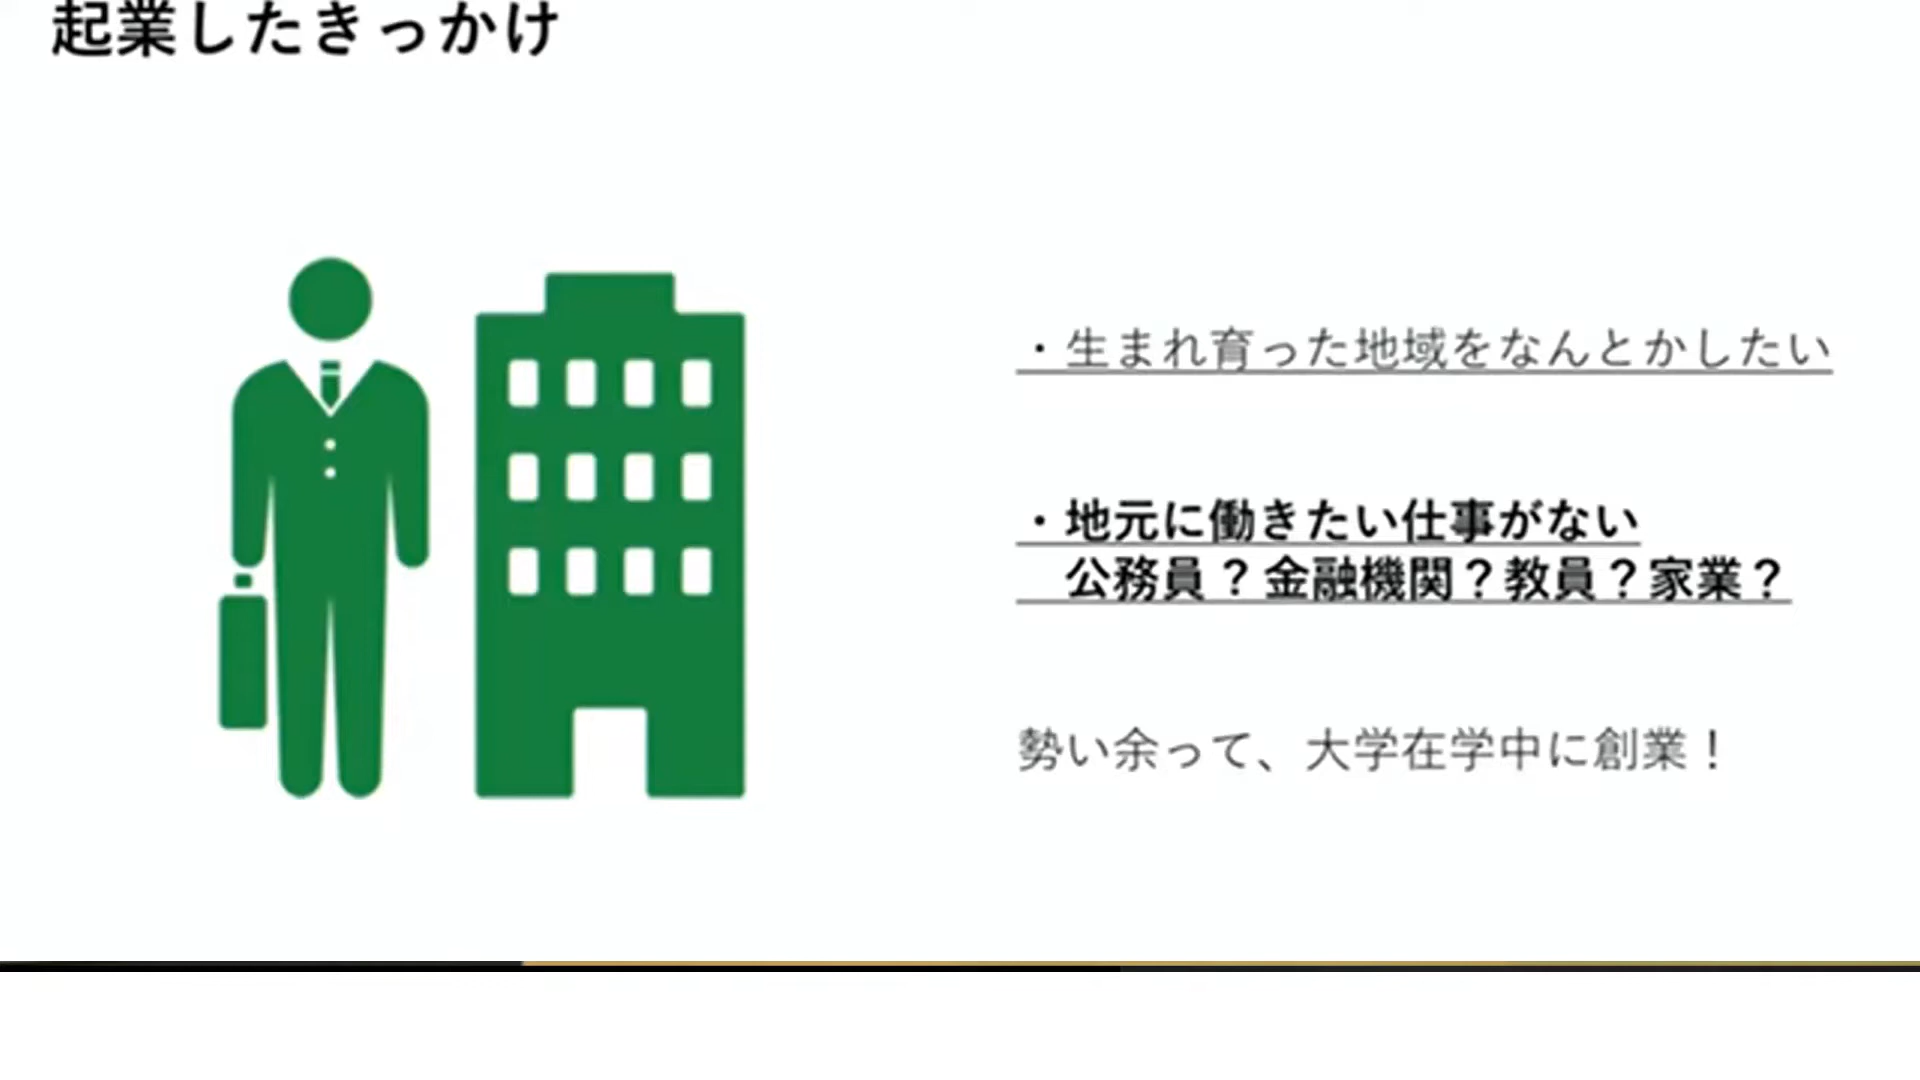 起業したきっかけ
・生まれ育った地域をなんとかしたい
・地元に働きたい仕事がない
公務員？金融機関？教員？家業？
勢い余って、大学在学中に創業！